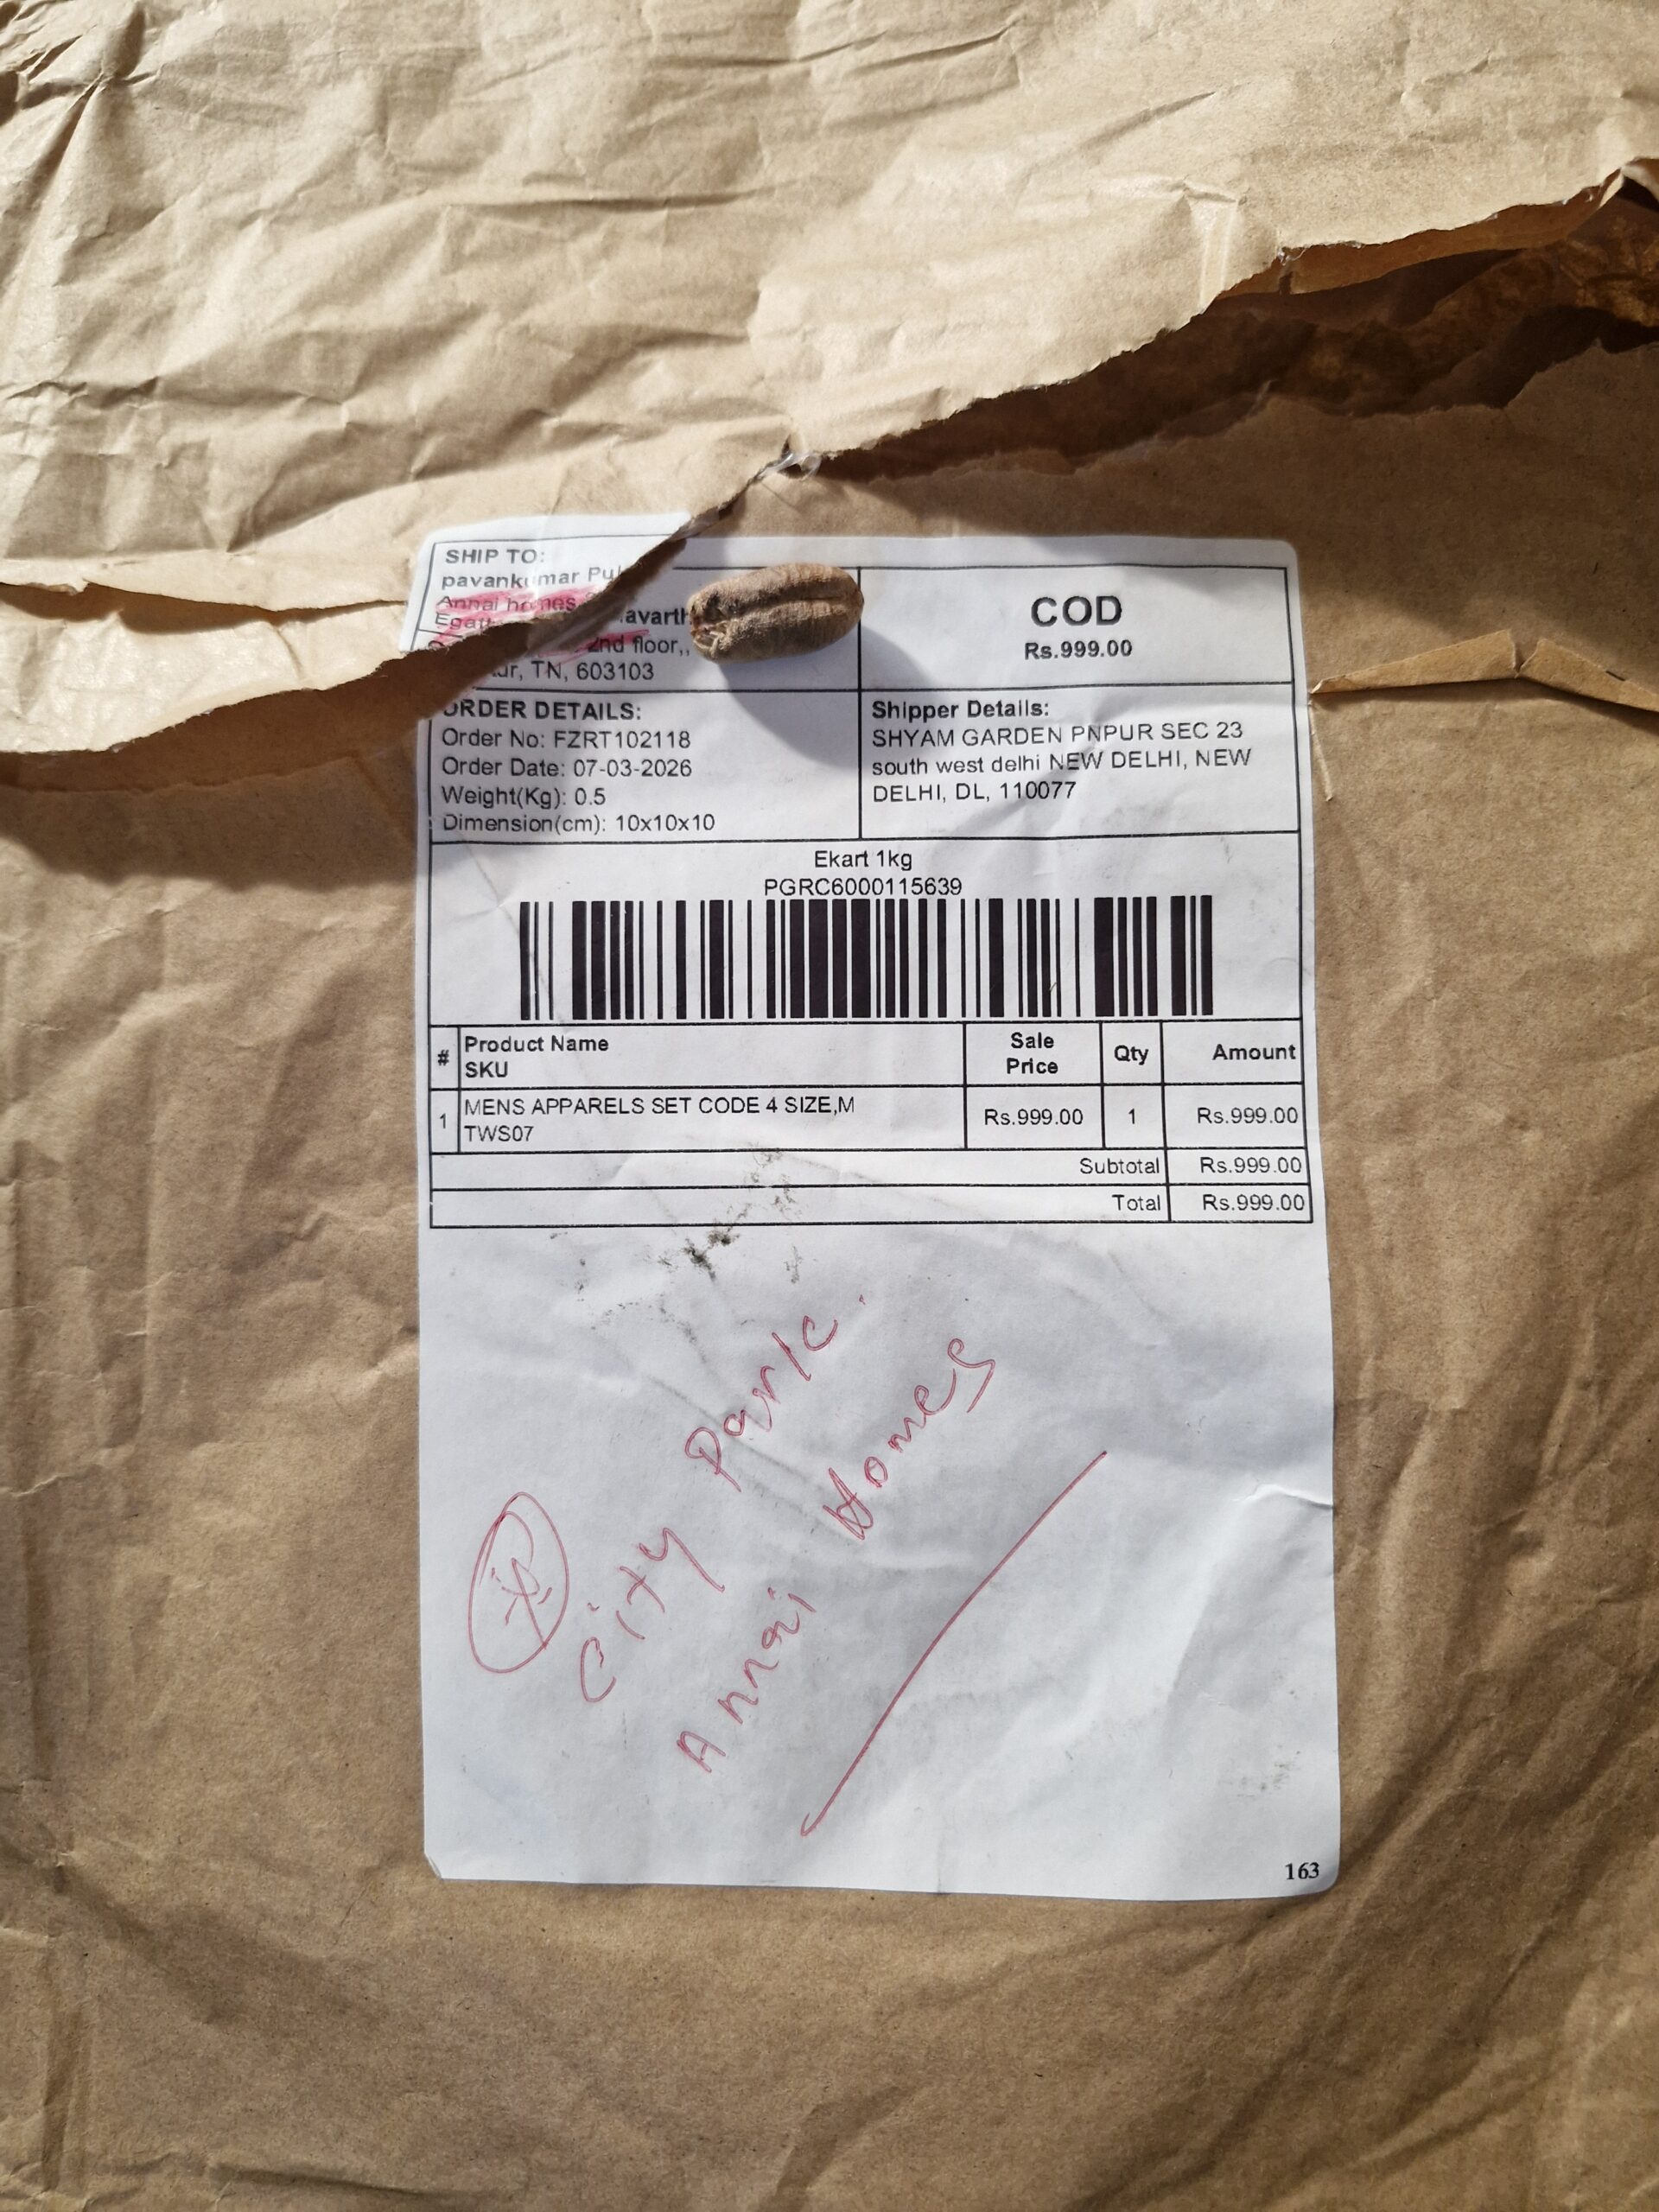 SHIP TO:
pavankumar
Annai homes
2nd floor,,
TN, 603103
COD
Rs.999.00
ORDER DETAILS:
Order No: FZRT102118
Order Date: 07-03-2026
Weight(Kg): 0.5
Dimension(cm): 10x10x10
Shipper Details:
SHYAM GARDEN PNPUR SEC 23
south west delhi NEW DELHI, NEW
DELHI, DL, 110077
Ekart 1kg
PGRC6000115639
# Product Name SKU Sale Price Qty Amount
1 MENS APPARELS SET CODE 4 SIZE,M Rs.999.00 1 Rs.999.00
TWS07
Subtotal Rs.999.00
Total Rs.999.00
City Park
Annai Homes
163